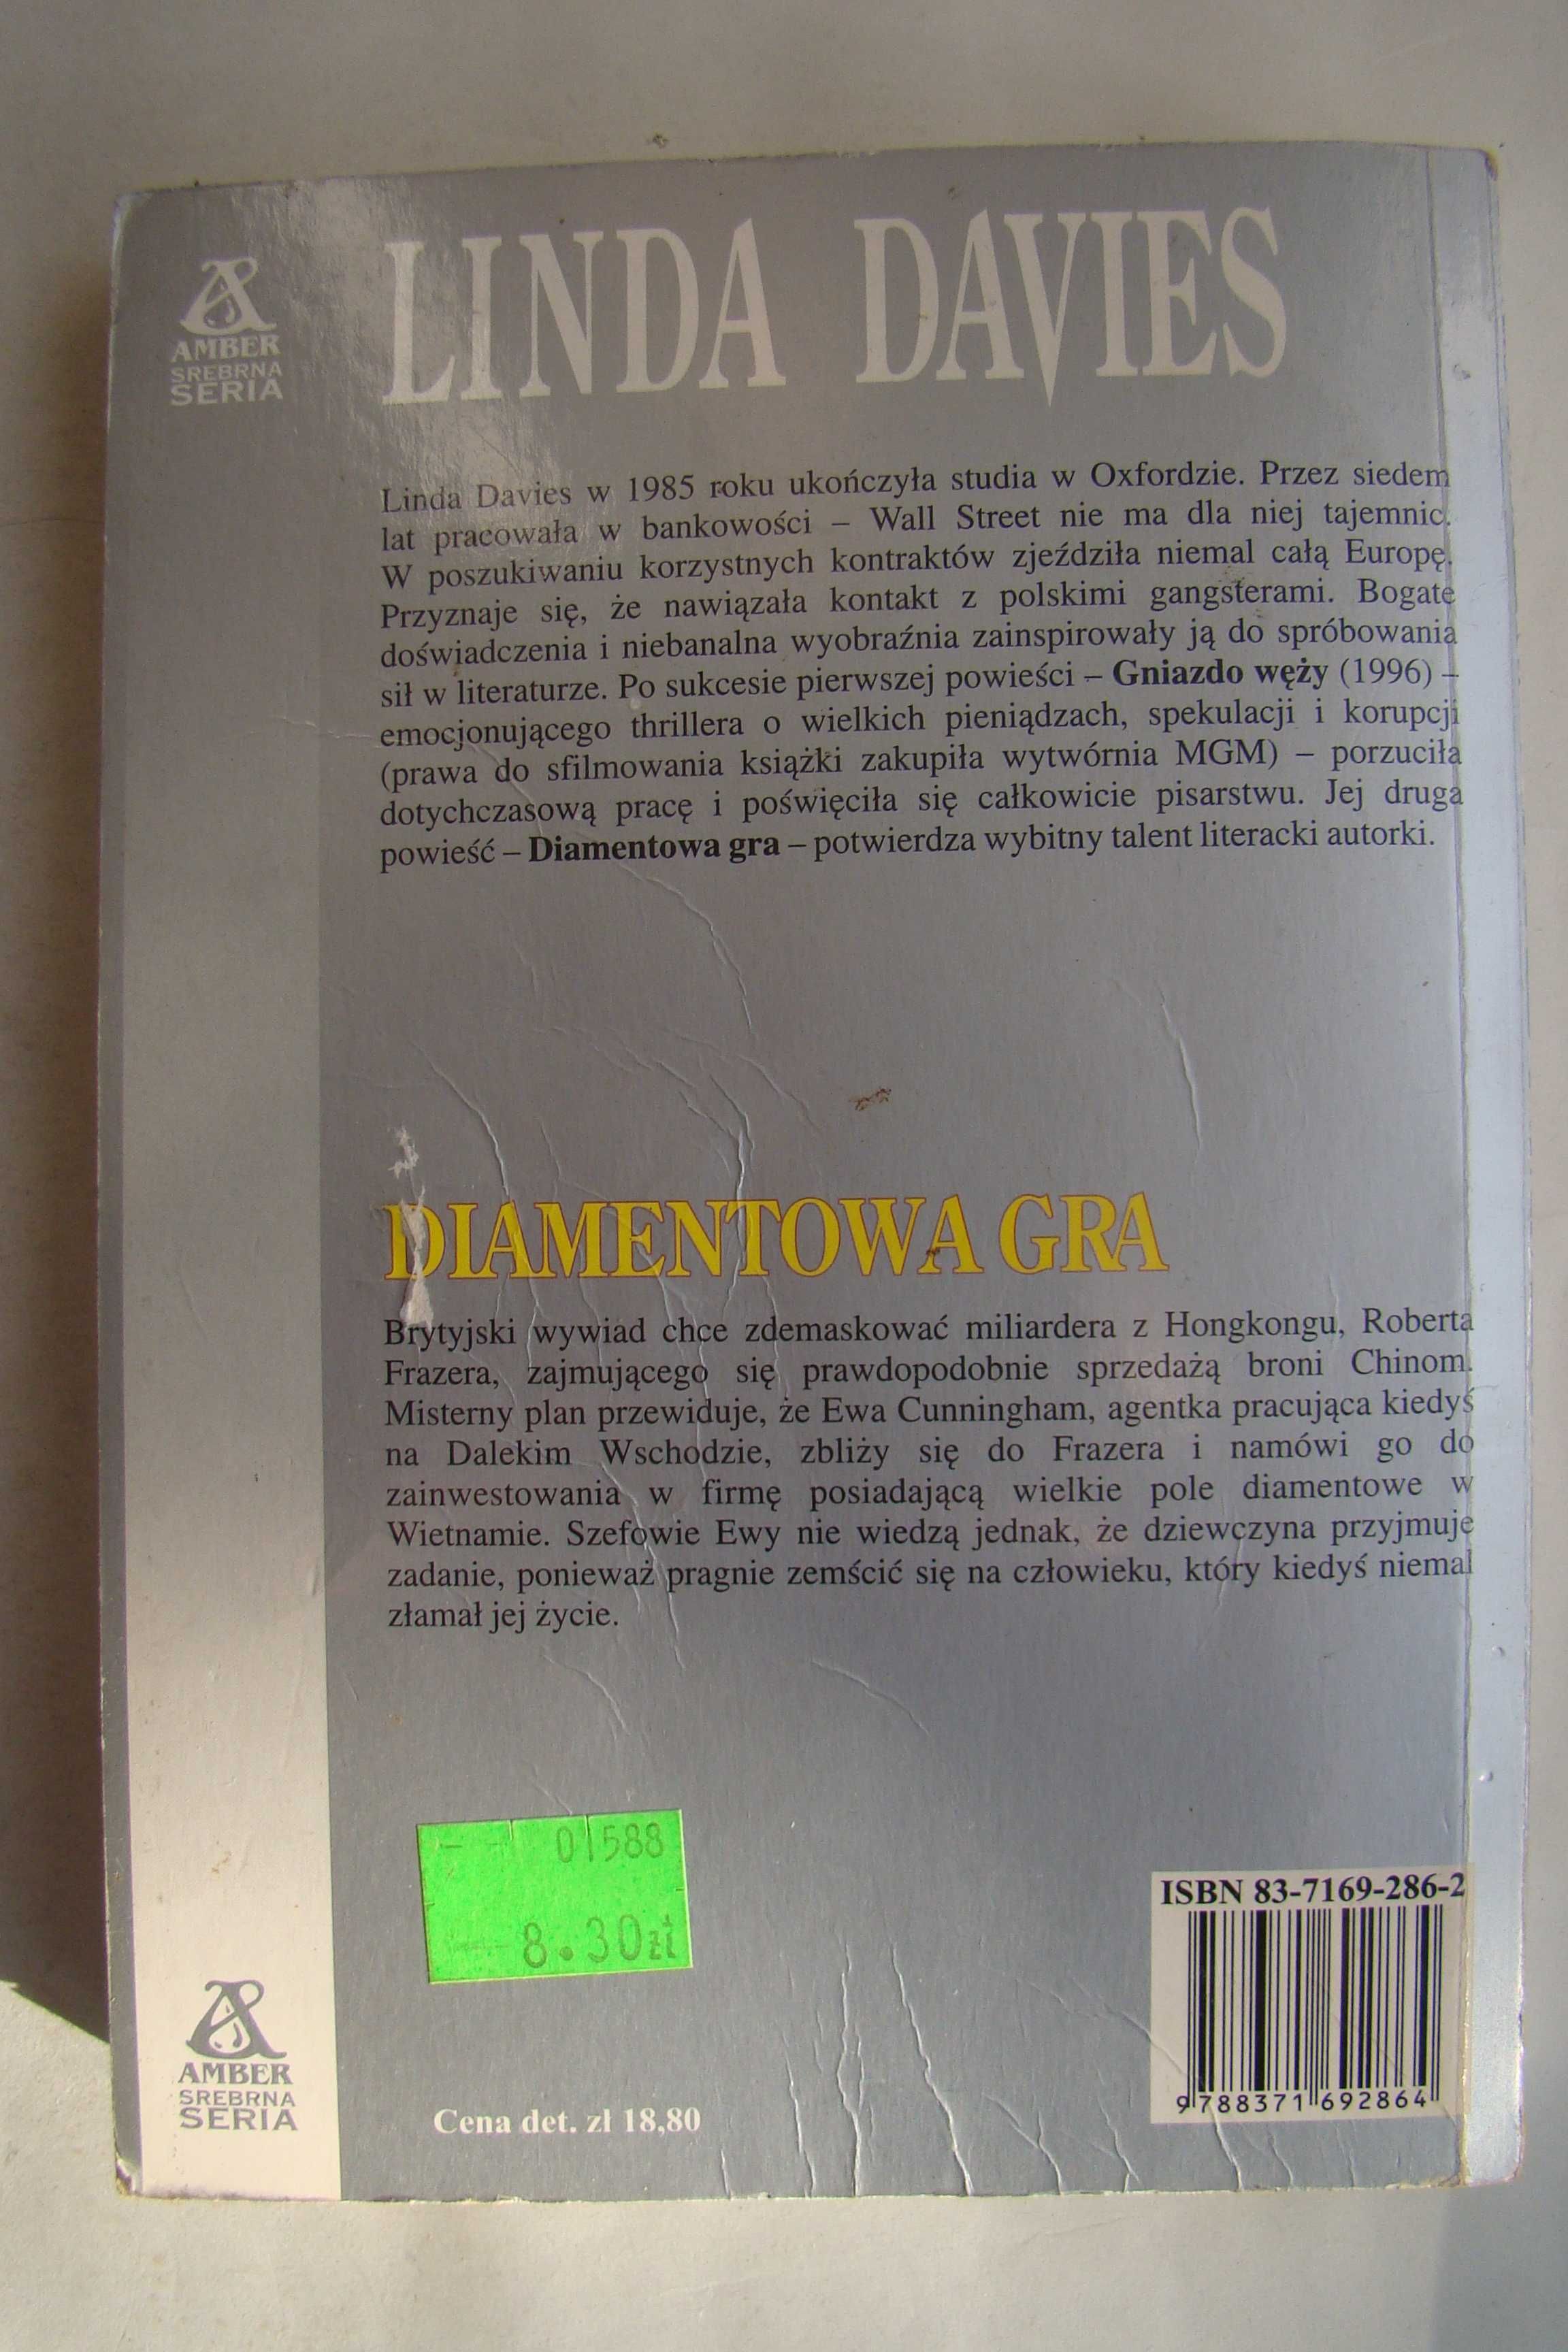 AMBER
SREBRNA
SERIA
LINDA DAVIES
Linda Davies w 1985 roku ukończyła studia w Oxfordzie. Przez siedem
lat pracowała w bankowości – Wall Street nie ma dla niej tajemnic.
W poszukiwaniu korzystnych kontraktów zjeździła niemal całą Europę.
Przyznaje się, że nawiązała kontakt z polskimi gangsterami. Bogate
doświadczenia i niebanalna wyobraźnia zainspirowały ją do spróbowania
sił w literaturze. Po sukcesie pierwszej powieści – Gniazdo węży (1996) –
emocjonującego thrillera o wielkich pieniądzach, spekulacji i korupcji
(prawa do sfilmowania książki zakupiła wytwórnia MGM) – porzuciła
dotychczasową pracę i poświęciła się całkowicie pisarstwu. Jej druga
powieść – Diamentowa gra – potwierdza wybitny talent literacki autorki.
DIAMENTOWA GRA
Brytyjski wywiad chce zdemaskować miliardera z Hongkongu, Roberta
Frazera, zajmującego się prawdopodobnie sprzedażą broni Chinom.
Misterny plan przewiduje, że Ewa Cunningham, agentka pracująca kiedyś
na Dalekim Wschodzie, zbliży się do Frazera i namówi go do
zainwestowania w firmę posiadającą wielkie pole diamentowe w
Wietnamie. Szefowie Ewy nie wiedzą jednak, że dziewczyna przyjmuje
zadanie, ponieważ pragnie zemścić się na człowieku, który kiedyś niemal
złamał jej życie.
01588
8.30zł
ISBN 83-7169-286-2
9788371692864
AMBER
SREBRNA
SERIA
Cena det. zł 18,80